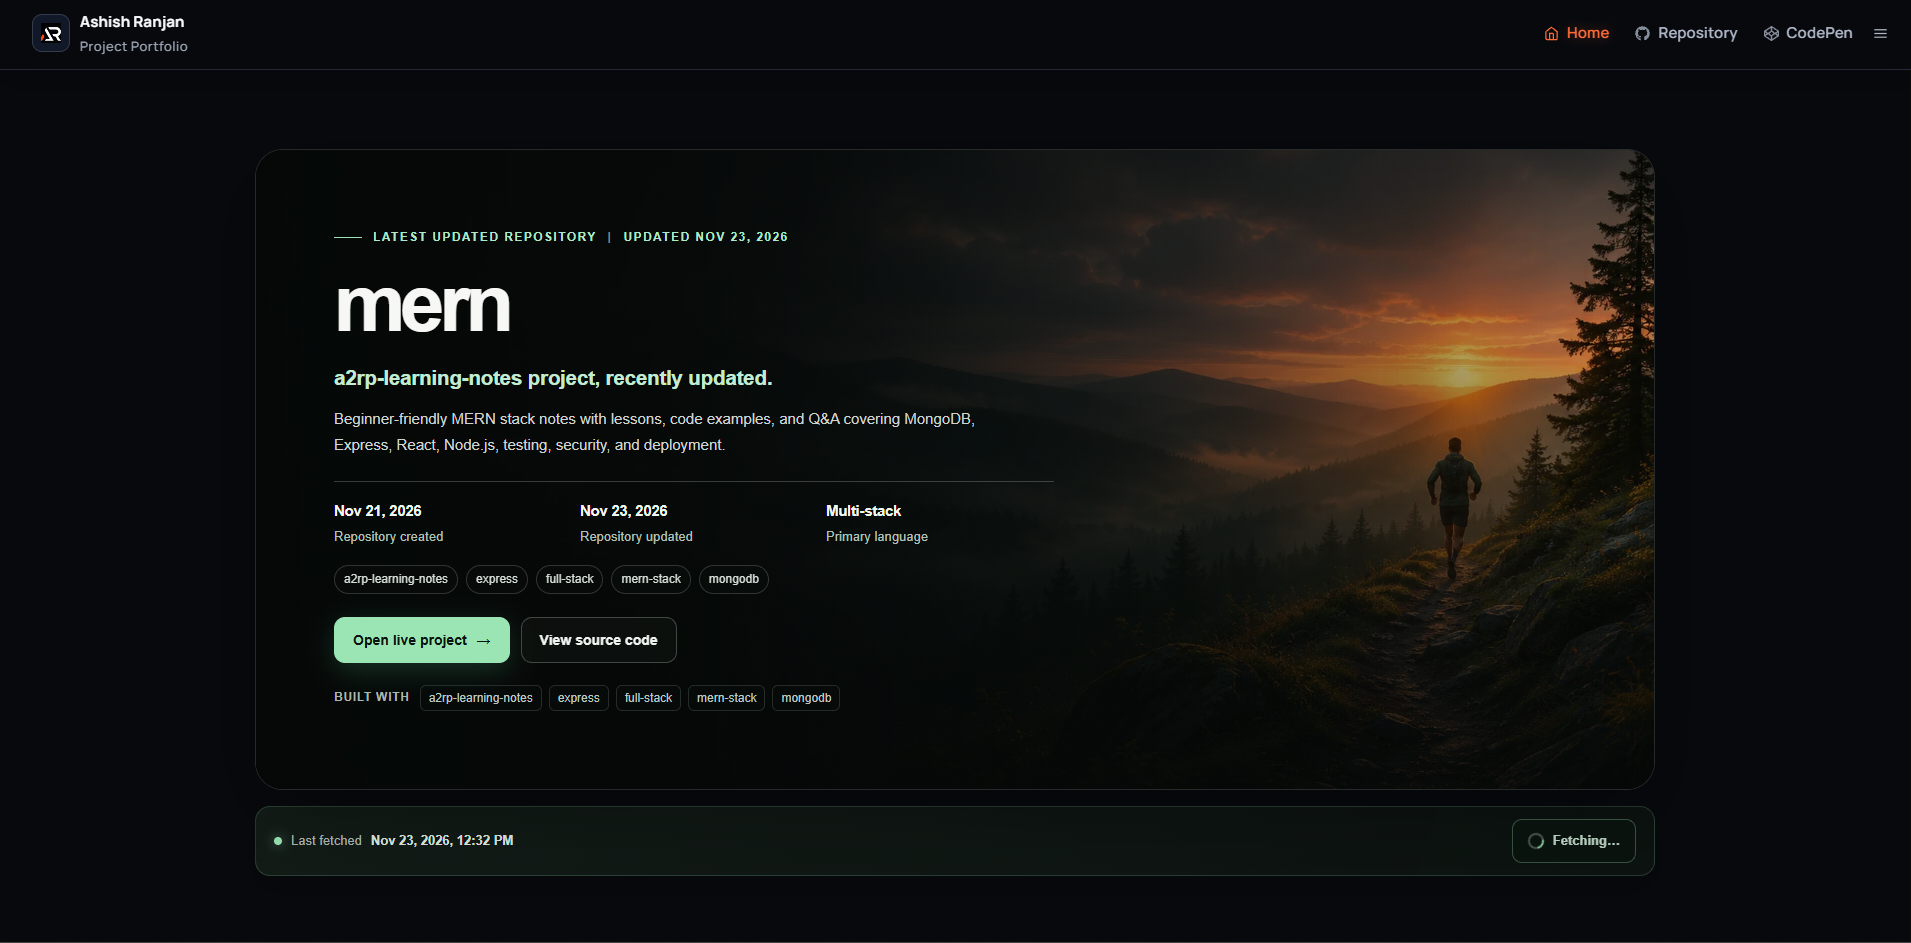 Ashish Ranjan
Project Portfolio
Home
Repository
CodePen
LATEST UPDATED REPOSITORY | UPDATED NOV 23, 2026
mern
a2rp-learning-notes project, recently updated.
Beginner-friendly MERN stack notes with lessons, code examples, and Q&A covering MongoDB,
Express, React, Node.js, testing, security, and deployment.
Nov 21, 2026
Repository created
Nov 23, 2026
Repository updated
Multi-stack
Primary language
a2rp-learning-notes express full-stack mern-stack mongodb
Open live project →
View source code
BUILT WITH a2rp-learning-notes express full-stack mern-stack mongodb
Last fetched Nov 23, 2026, 12:32 PM
Fetching...